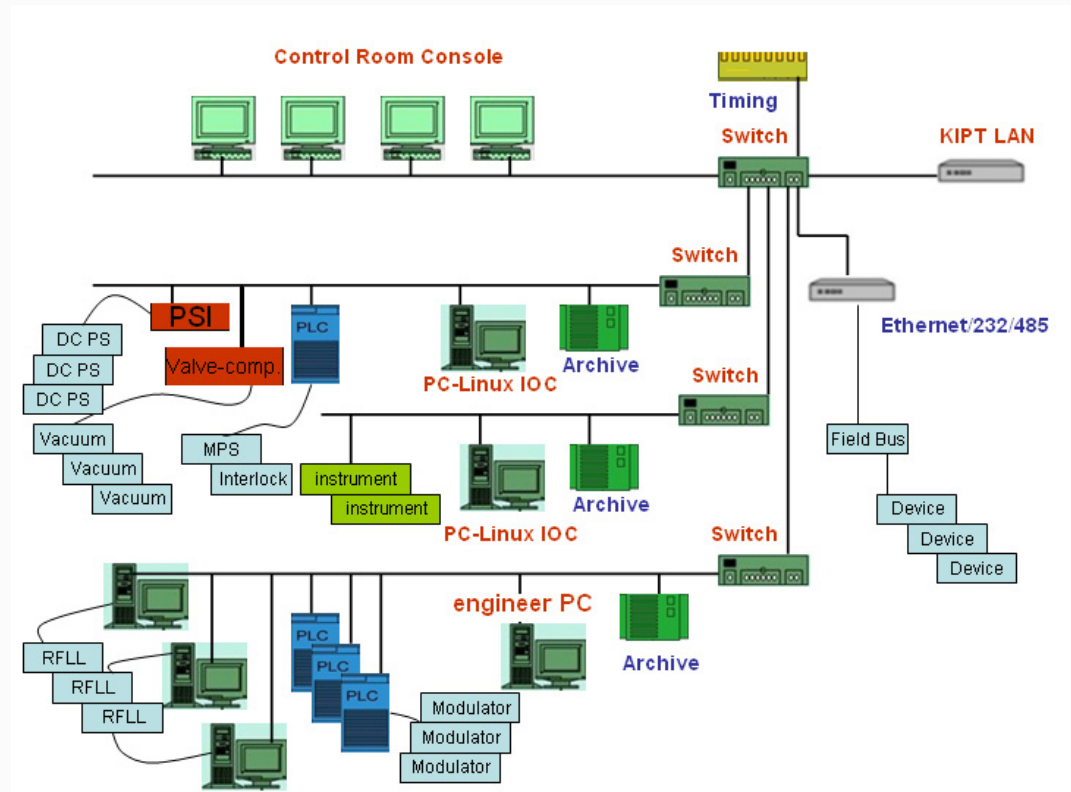 Control Room Console
Timing
Switch
KIPT LAN
Switch
Ethernet/232/485
PSI
PLC
DC PS
DC PS
DC PS
Valve-comp.
Archive
PC-Linux IOC
Switch
Vacuum
Vacuum
Vacuum
MPS
Interlock
instrument
instrument
Archive
PC-Linux IOC
Field Bus
Device
Device
Device
Switch
engineer PC
Archive
RFLL
RFLL
RFLL
PLC
PLC
PLC
Modulator
Modulator
Modulator